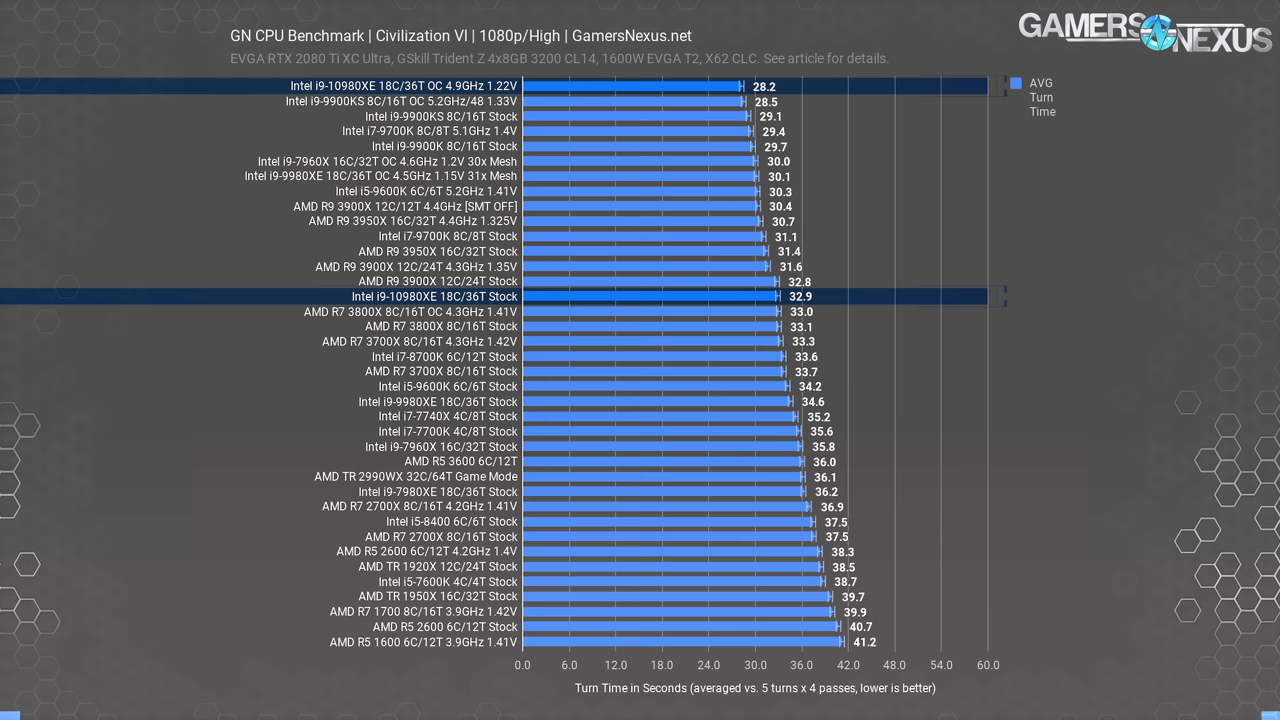 GN CPU Benchmark | Civilization VI | 1080p/High | GamersNexus.net
GAMERS NEXUS
EVGA RTX 2080 Ti XC Ultra, GSkill Trident Z 4x8GB 3200 CL14, 1600W EVGA T2, X62 CLC. See article for details.
AVG
Turn
Time
Intel i9-10980XE 18C/36T OC 4.9GHz 1.22V 28.2
Intel i9-9900KS 8C/16T OC 5.2GHz/48 1.33V 28.5
Intel i9-9900KS 8C/16T Stock 29.1
Intel i7-9700K 8C/8T 5.1GHz 1.4V 29.4
Intel i9-9900K 8C/16T Stock 29.7
Intel i9-7960X 16C/32T OC 4.6GHz 1.2V 30x Mesh 30.0
Intel i9-9980XE 18C/36T OC 4.5GHz 1.15V 31x Mesh 30.1
Intel i5-9600K 6C/6T 5.2GHz 1.41V 30.3
AMD R9 3900X 12C/12T 4.4GHz [SMT OFF] 30.4
AMD R9 3950X 16C/32T 4.4GHz 1.325V 30.7
Intel i7-9700K 8C/8T Stock 31.1
AMD R9 3950X 16C/32T Stock 31.4
AMD R9 3900X 12C/24T 4.3GHz 1.35V 31.6
AMD R9 3900X 12C/24T Stock 32.8
Intel i9-10980XE 18C/36T Stock 32.9
AMD R7 3800X 8C/16T OC 4.3GHz 1.41V 33.0
AMD R7 3800X 8C/16T Stock 33.1
AMD R7 3700X 8C/16T 4.3GHz 1.42V 33.3
Intel i7-8700K 6C/12T Stock 33.6
AMD R7 3700X 8C/16T Stock 33.7
Intel i5-9600K 6C/6T Stock 34.2
Intel i9-9980XE 18C/36T Stock 34.6
Intel i7-7740X 4C/8T Stock 35.2
Intel i7-7700K 4C/8T Stock 35.6
Intel i9-7960X 16C/32T Stock 35.8
AMD R5 3600 6C/12T 36.0
AMD TR 2990WX 32C/64T Game Mode 36.1
Intel i9-7980XE 18C/36T Stock 36.2
AMD R7 2700X 8C/16T 4.2GHz 1.41V 36.9
Intel i5-8400 6C/6T Stock 37.5
AMD R7 2700X 8C/16T Stock 37.5
AMD R5 2600 6C/12T 4.2GHz 1.4V 38.3
AMD TR 1920X 12C/24T Stock 38.5
Intel i5-7600K 4C/4T Stock 38.7
AMD TR 1950X 16C/32T Stock 39.7
AMD R7 1700 8C/16T 3.9GHz 1.42V 39.9
AMD R5 2600 6C/12T Stock 40.7
AMD R5 1600 6C/12T 3.9GHz 1.41V 41.2
0.0 6.0 12.0 18.0 24.0 30.0 36.0 42.0 48.0 54.0 60.0
Turn Time in Seconds (averaged vs. 5 turns x 4 passes, lower is better)